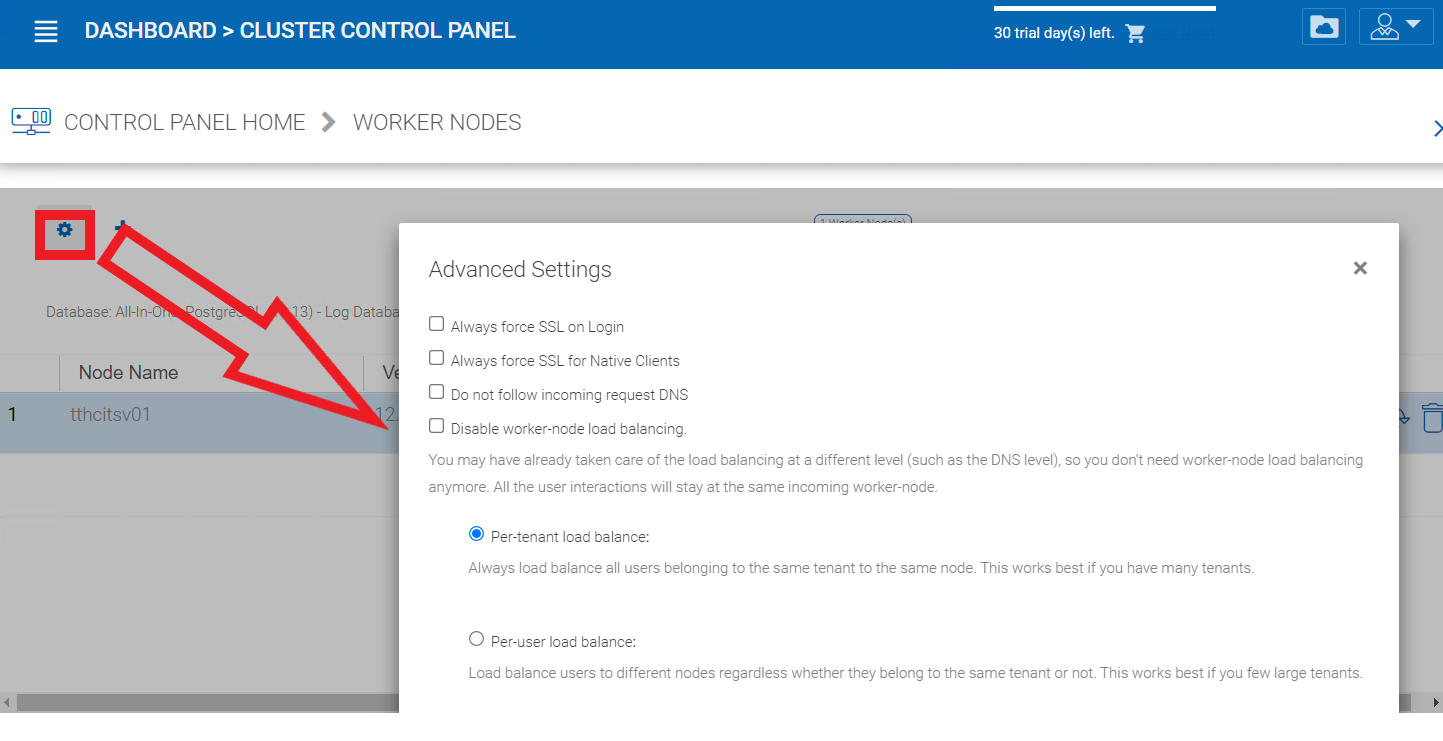 DASHBOARD > CLUSTER CONTROL PANEL
30 trial day(s) left.
CONTROL PANEL HOME
WORKER NODES
1 Worker Node(s)
Advanced Settings
Database: All-In-One PostgreSQL 13) - Log Databa
Always force SSL on Login
Always force SSL for Native Clients
Do not follow incoming request DNS
Disable worker-node load balancing.
You may have already taken care of the load balancing at a different level (such as the DNS level), so you don't need worker-node load balancing
anymore. All the user interactions will stay at the same incoming worker-node.
Per-tenant load balance:
Always load balance all users belonging to the same tenant to the same node. This works best if you have many tenants.
Per-user load balance:
Load balance users to different nodes regardless whether they belong to the same tenant or not. This works best if you few large tenants.
Node Name
Ve
1
tthcitsv01
12.